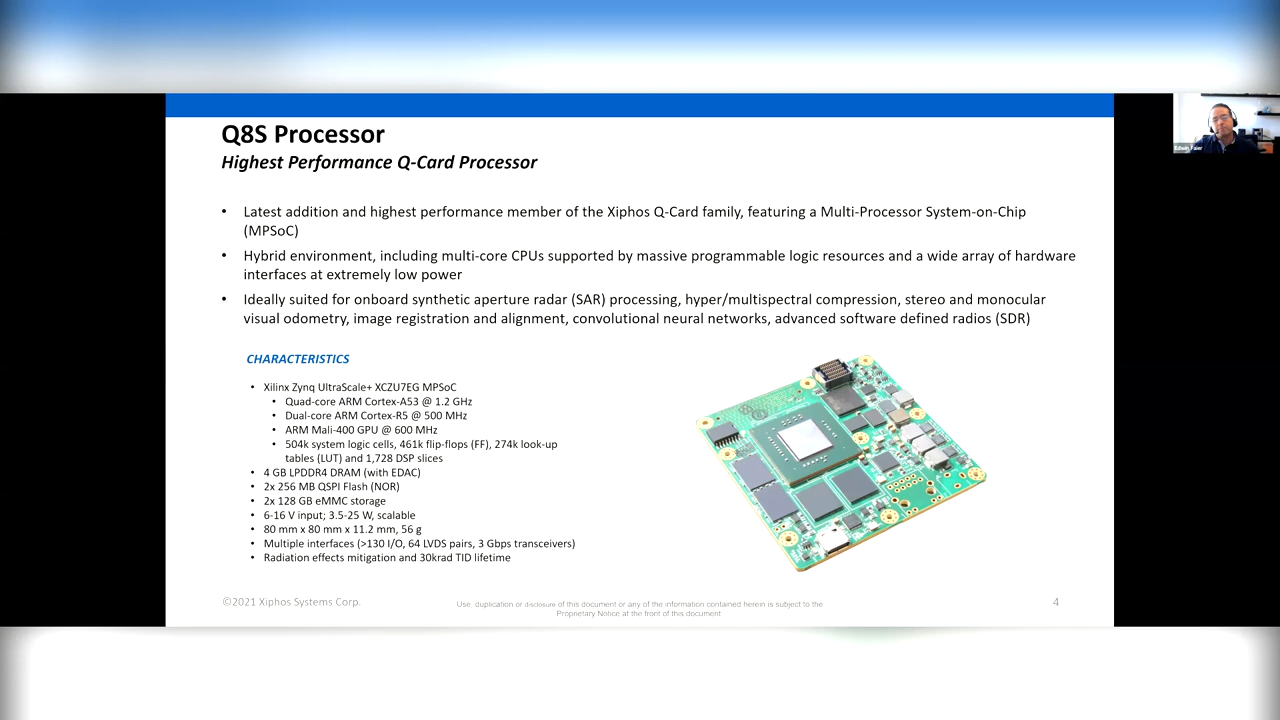 Q8S Processor
Highest Performance Q-Card Processor
• Latest addition and highest performance member of the Xiphos Q-Card family, featuring a Multi-Processor System-on-Chip
(MPSoC)
• Hybrid environment, including multi-core CPUs supported by massive programmable logic resources and a wide array of hardware
interfaces at extremely low power
• Ideally suited for onboard synthetic aperture radar (SAR) processing, hyper/multispectral compression, stereo and monocular
visual odometry, image registration and alignment, convolutional neural networks, advanced software defined radios (SDR)
CHARACTERISTICS
• Xilinx Zynq UltraScale+ XCZU7EG MPSoC
• Quad-core ARM Cortex-A53 @ 1.2 GHz
• Dual-core ARM Cortex-R5 @ 500 MHz
• ARM Mali-400 GPU @ 600 MHz
• 504k system logic cells, 461k flip-flops (FF), 274k look-up
tables (LUT) and 1,728 DSP slices
• 4 GB LPDDR4 DRAM (with EDAC)
• 2x 256 MB QSPI Flash (NOR)
• 2x 128 GB eMMC storage
• 6-16 V input; 3.5-25 W, scalable
• 80 mm x 80 mm x 11.2 mm, 56 g
• Multiple interfaces (>130 I/O, 64 LVDS pairs, 3 Gbps transceivers)
• Radiation effects mitigation and 30krad TID lifetime
©2021 Xiphos Systems Corp.
Use, duplication or disclosure of this document or any of the information contained herein is subject to the
Proprietary Notice at the front of this document
4
Edwin Faier